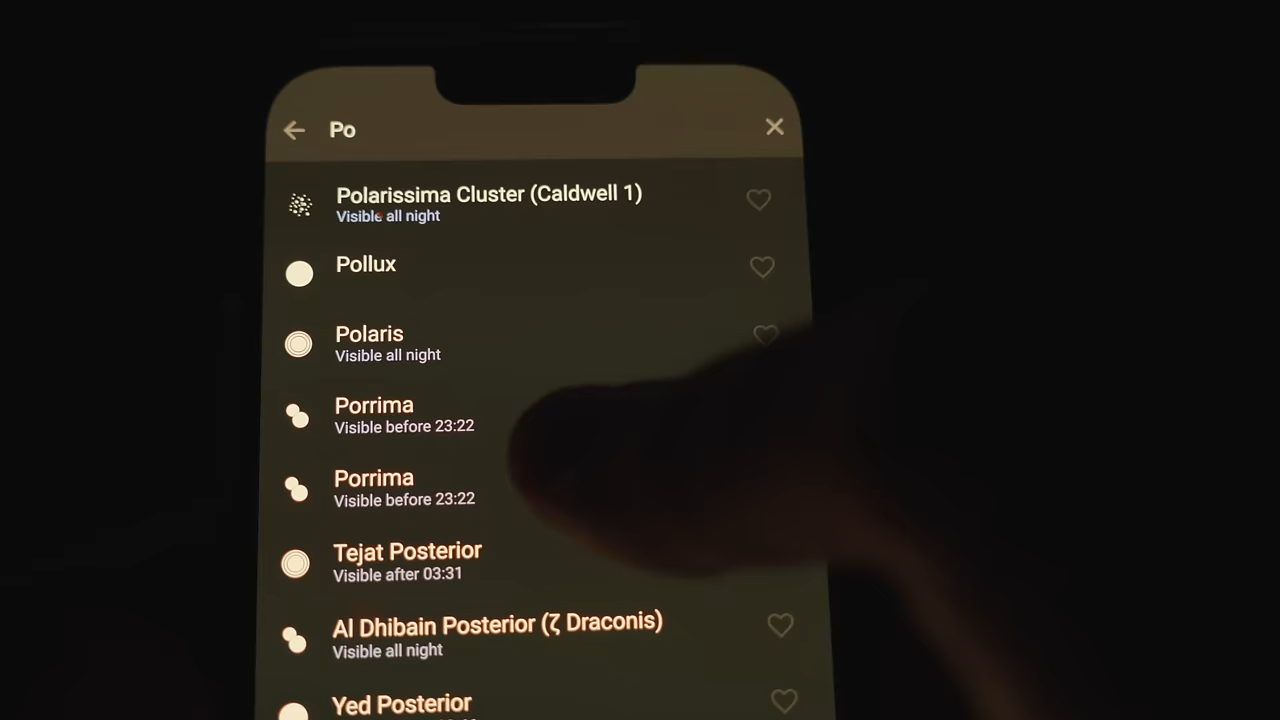 Po
Polarissima Cluster (Caldwell 1)
Visible all night
Pollux
Polaris
Visible all night
Porrima
Visible before 23:22
Porrima
Visible before 23:22
Tejat Posterior
Visible after 03:31
Al Dhibain Posterior (ζ Draconis)
Visible all night
Yed Posterior